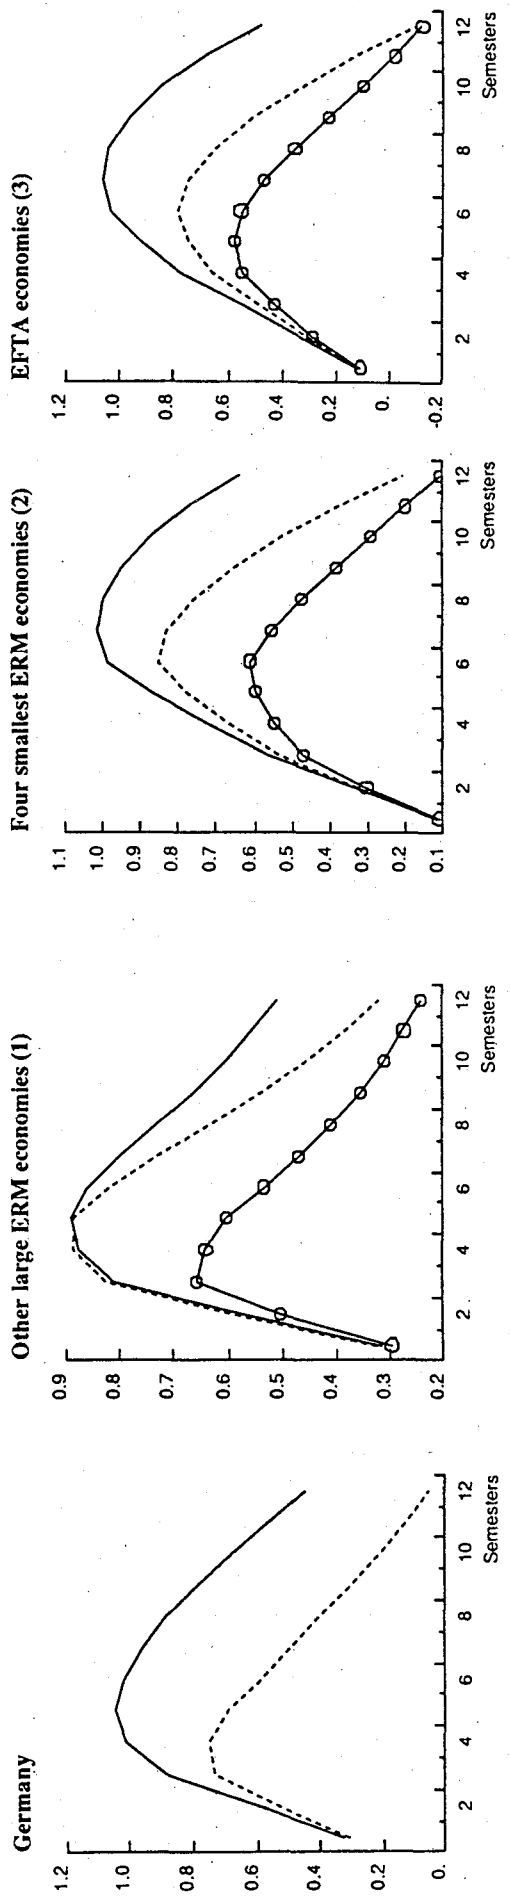 Germany
1.2
1.0
0.8
0.6
0.4
0.2
0.
2 4 6 8 10 12
Semesters
Other large ERM economies (1)
0.9
0.8
0.7
0.6
0.5
0.4
0.3
0.2
2 4 6 8 10 12
Semesters
Four smallest ERM economies (2)
1.1
1.0
0.9
0.8
0.7
0.6
0.5
0.4
0.3
0.2
0.1
2 4 6 8 10 12
Semesters
EFTA economies (3)
1.2
1.0
0.8
0.6
0.4
0.2
0.
-0.2
2 4 6 8 10 12
Semesters